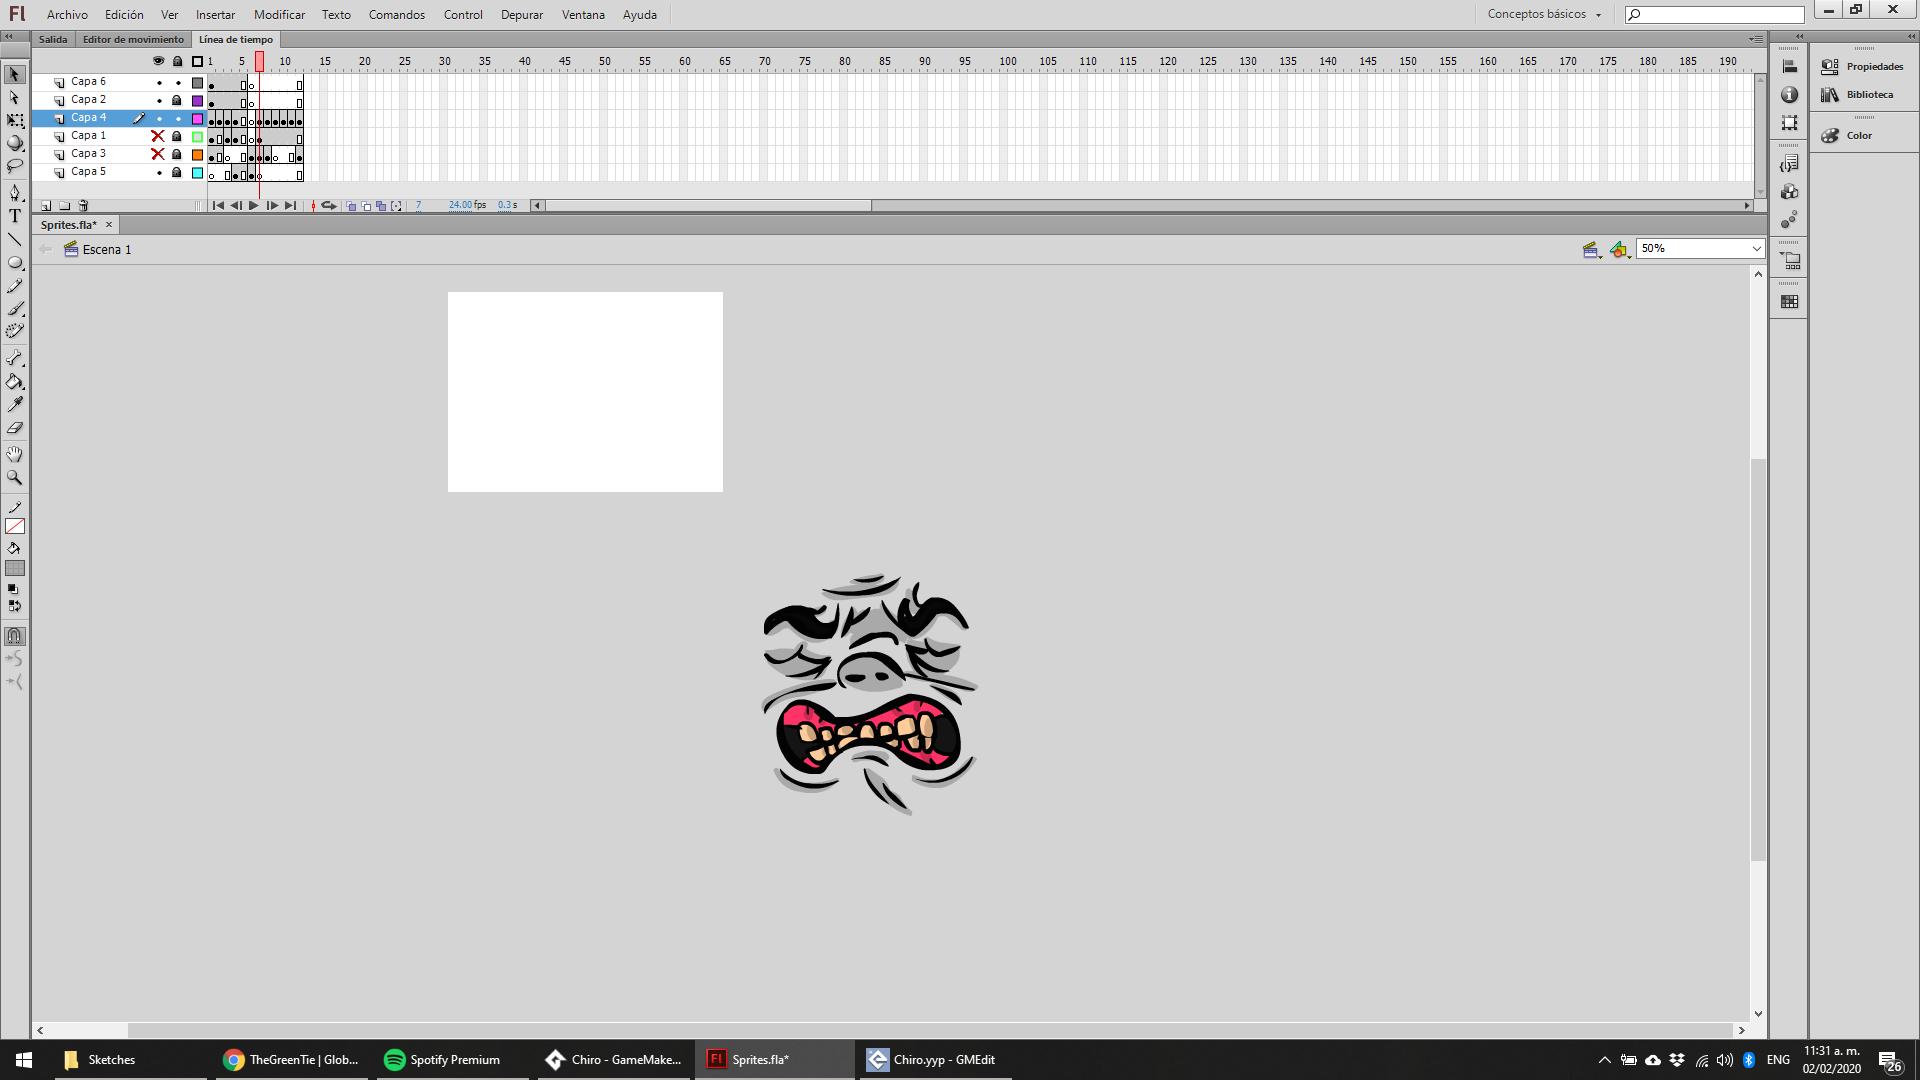 Fl Archivo Edición Ver Insertar Modificar Texto Comandos Control Depurar Ventana Ayuda Conceptos básicos
Salida Editor de movimiento Línea de tiempo
1 5 10 15 20 25 30 35 40 45 50 55 60 65 70 75 80 85 90 95 100 105 110 115 120 125 130 135 140 145 150 155 160 165 170 175 180 185 190
Capa 6
Capa 2
Capa 4
Capa 1
Capa 3
Capa 5
7 24.00 fps 0.3 s
Propiedades
Biblioteca
Color
Sprites.fla* ×
Escena 1 50%
T
Sketches TheGreenTie | Glob... Spotify Premium Chiro - GameMake... Fl Sprites.fla* Chiro.yyp - GMEdit ENG 11:31 a. m. 26
02/02/2020